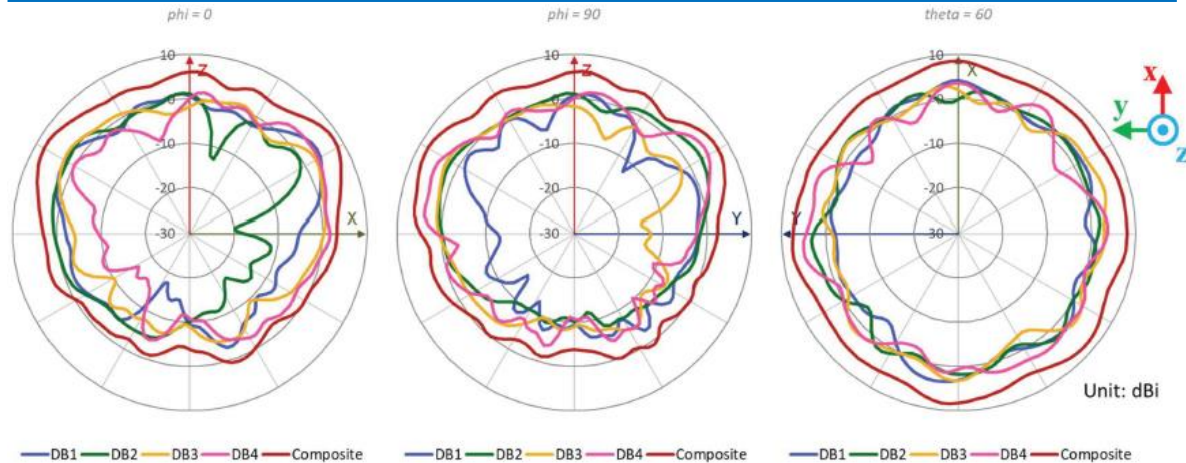 phi = 0
phi = 90
theta = 60
10
Z
0
-10
-20
-30
X
10
Z
0
-10
-20
-30
Y
10
X
0
-10
-20
-30
Y
x
y
z
Unit: dBi
DB1 DB2 DB3 DB4 Composite
DB1 DB2 DB3 DB4 Composite
DB1 DB2 DB3 DB4 Composite